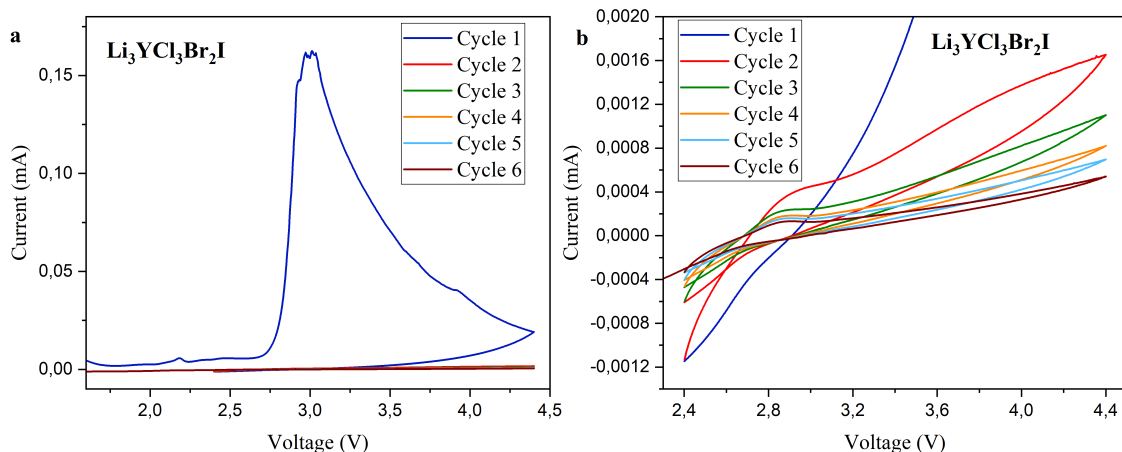 a
Li₃YCl₃Br₂I
Cycle 1
Cycle 2
Cycle 3
Cycle 4
Cycle 5
Cycle 6
0,15
0,10
0,05
0,00
Current (mA)
2,0 2,5 3,0 3,5 4,0 4,5
Voltage (V)
b
Li₃YCl₃Br₂I
Cycle 1
Cycle 2
Cycle 3
Cycle 4
Cycle 5
Cycle 6
0,0020
0,0016
0,0012
0,0008
0,0004
0,0000
-0,0004
-0,0008
-0,0012
Current (mA)
2,4 2,8 3,2 3,6 4,0 4,4
Voltage (V)